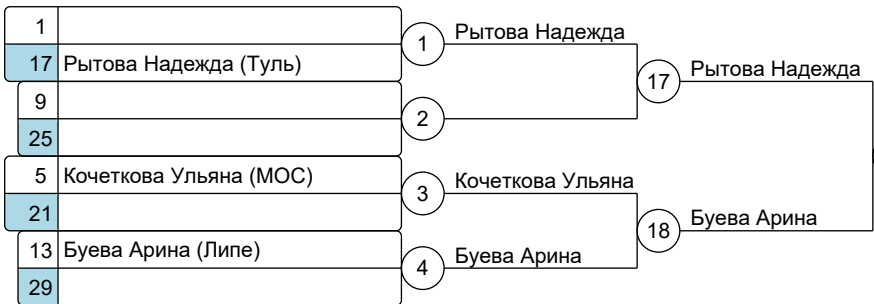 1
1
Рытова Надежда
17 Рытова Надежда (Туль)
17
Рытова Надежда
9
2
25
5 Кочеткова Ульяна (МОС)
3
Кочеткова Ульяна
21
18
Буева Арина
13 Буева Арина (Липе)
4
Буева Арина
29